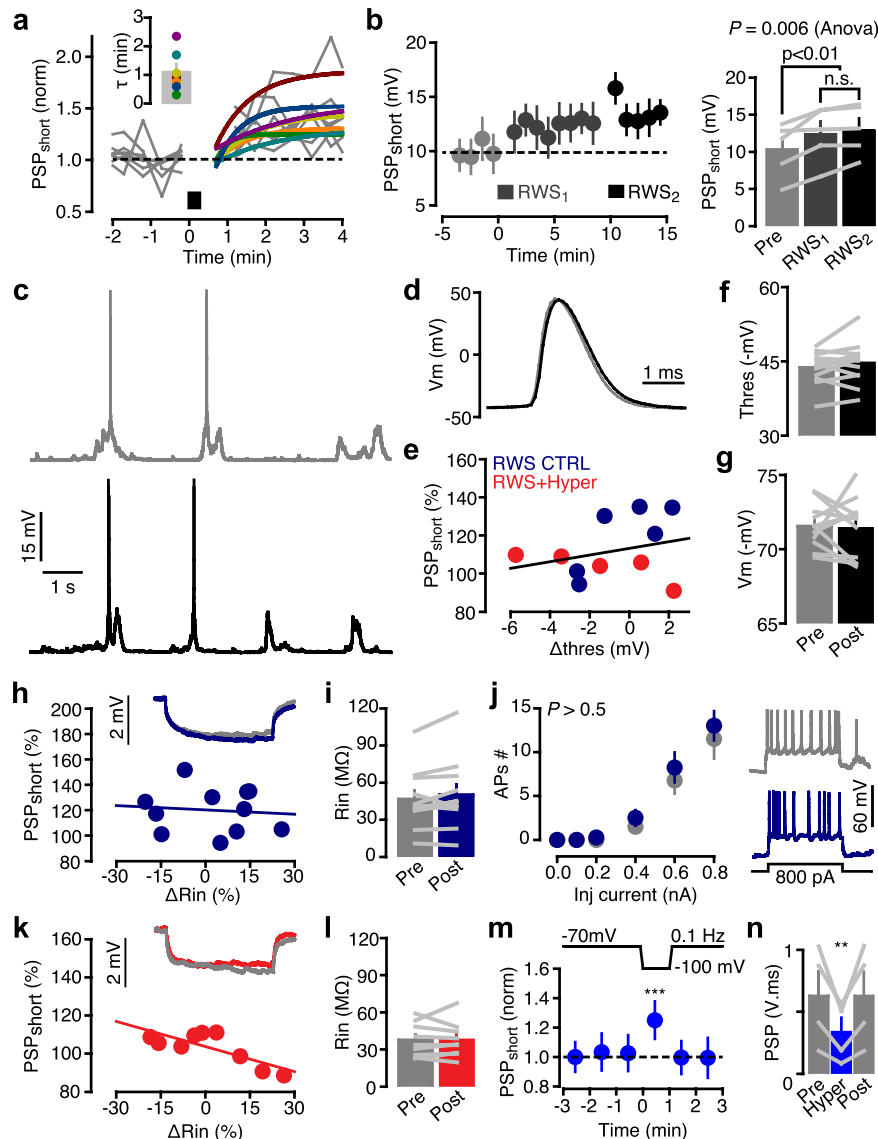 a
PSPshort (norm)
2.0
1.5
1.0
0.5
τ (min)
3
2
1
0
-2 -1 0 1 2 3 4
Time (min)
b
PSPshort (mV)
20
15
10
5
RWS1
RWS2
-5 0 5 10 15
Time (min)
P = 0.006 (Anova)
p<0.01
n.s.
PSPshort (mV)
20
15
10
5
0
Pre RWS1 RWS2
c
15 mV
1 s
d
Vm (mV)
50
0
-50
1 ms
e
RWS CTRL
RWS+Hyper
PSPshort (%)
160
140
120
100
80
-6 -4 -2 0 2
Δthres (mV)
f
Thres (-mV)
60
45
30
g
Vm (-mV)
75
70
65
Pre Post
h
PSPshort (%)
200
180
160
140
120
100
80
2 mV
-30 -15 0 15 30
ΔRin (%)
i
Rin (MΩ)
120
90
60
30
0
Pre Post
j
P > 0.5
APs #
15
10
5
0
0.0 0.2 0.4 0.6 0.8
Inj current (nA)
60 mV
800 pA
k
PSPshort (%)
160
140
120
100
80
2 mV
-30 -15 0 15 30
ΔRin (%)
l
Rin (MΩ)
120
90
60
30
0
Pre Post
m
-70mV
0.1 Hz
-100 mV
PSPshort (norm)
1.6
1.4
1.2
1.0
0.8
***
-3 -2 -1 0 1 2 3
Time (min)
n
**
PSP (V.ms)
1
0
Pre Hyper Post